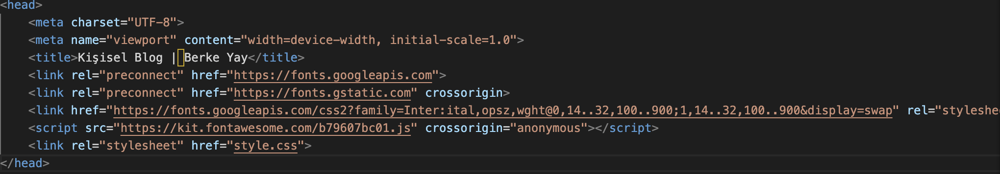 <head>
<meta charset="UTF-8">
<meta name="viewport" content="width=device-width, initial-scale=1.0">
<title>Kişisel Blog | Berke Yay</title>
<link rel="preconnect" href="https://fonts.googleapis.com">
<link rel="preconnect" href="https://fonts.gstatic.com" crossorigin>
<link href="https://fonts.googleapis.com/css2?family=Inter:ital,opsz,wght@0,14..32,100..900;1,14..32,100..900&display=swap" rel="styleshe
<script src="https://kit.fontawesome.com/b79607bc01.js" crossorigin="anonymous"></script>
<link rel="stylesheet" href="style.css">
</head>